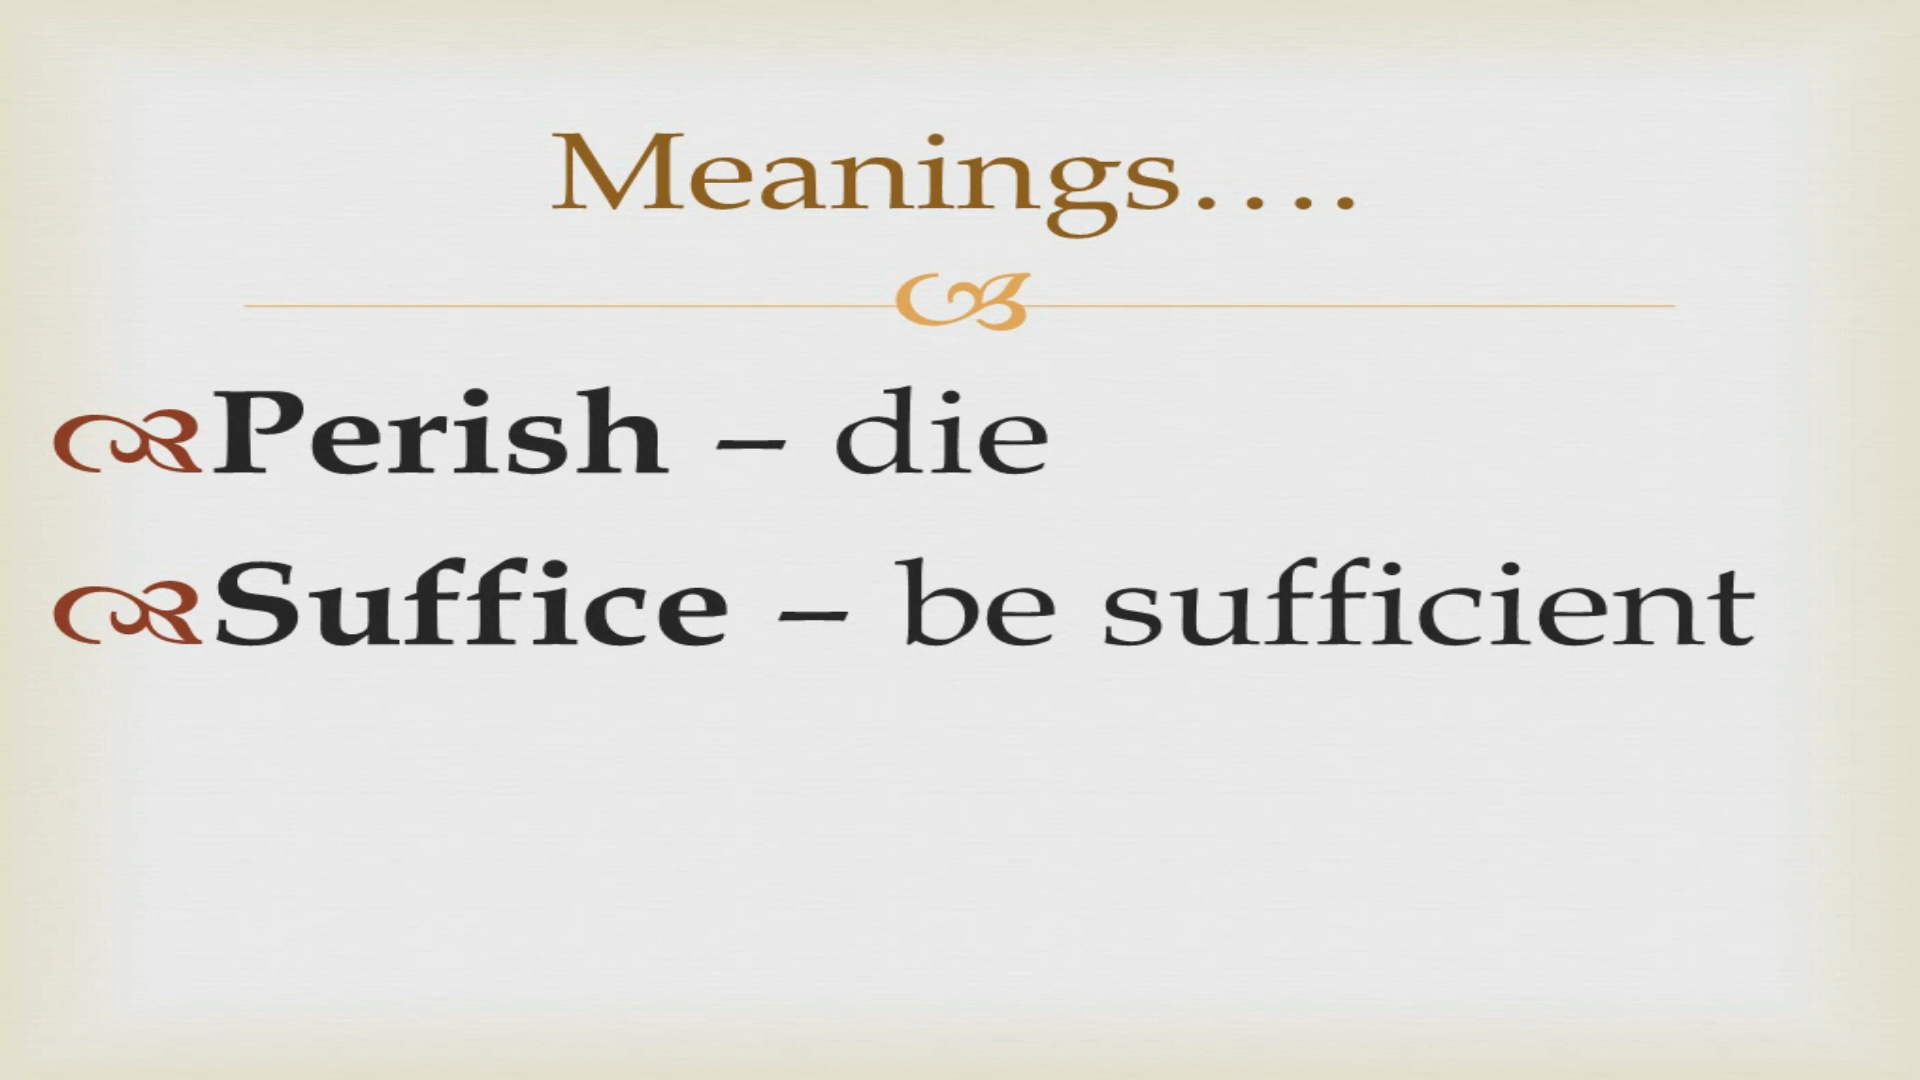 Meanings....
Perish – die
Suffice – be sufficient